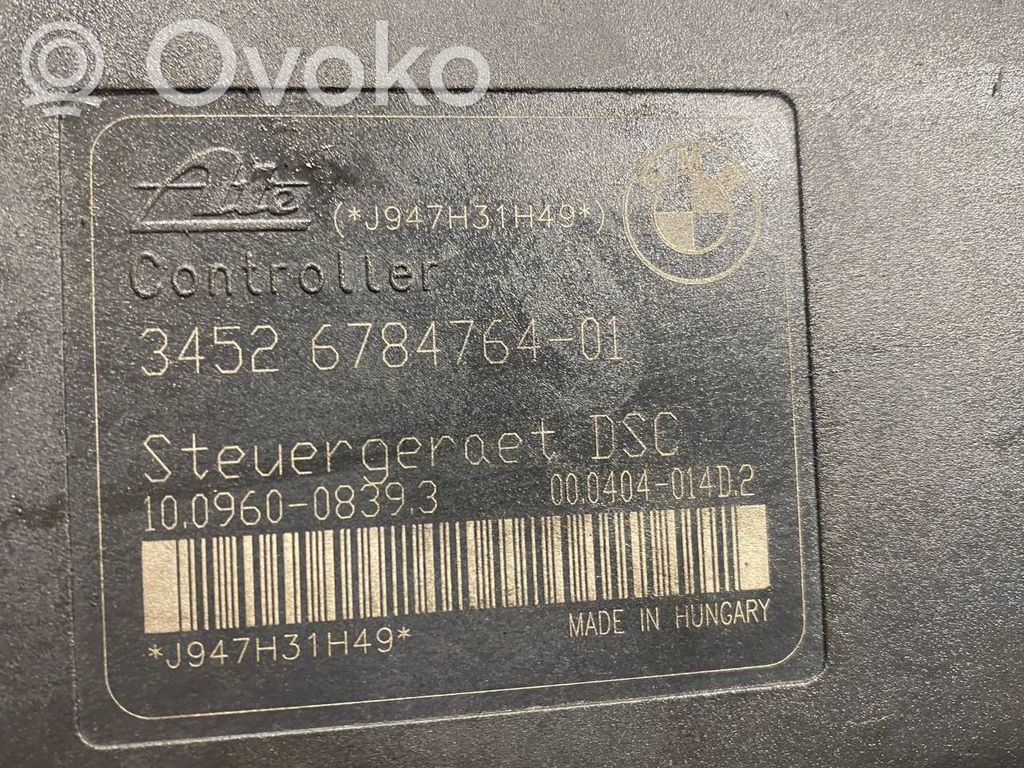 Ovoko
Ate (*J947H31H49*) BMW
Controller
3452 6784764-01
Steuergeraet DSC
10.0960-0839.3 00.0404-014D.2
*J947H31H49* MADE IN HUNGARY